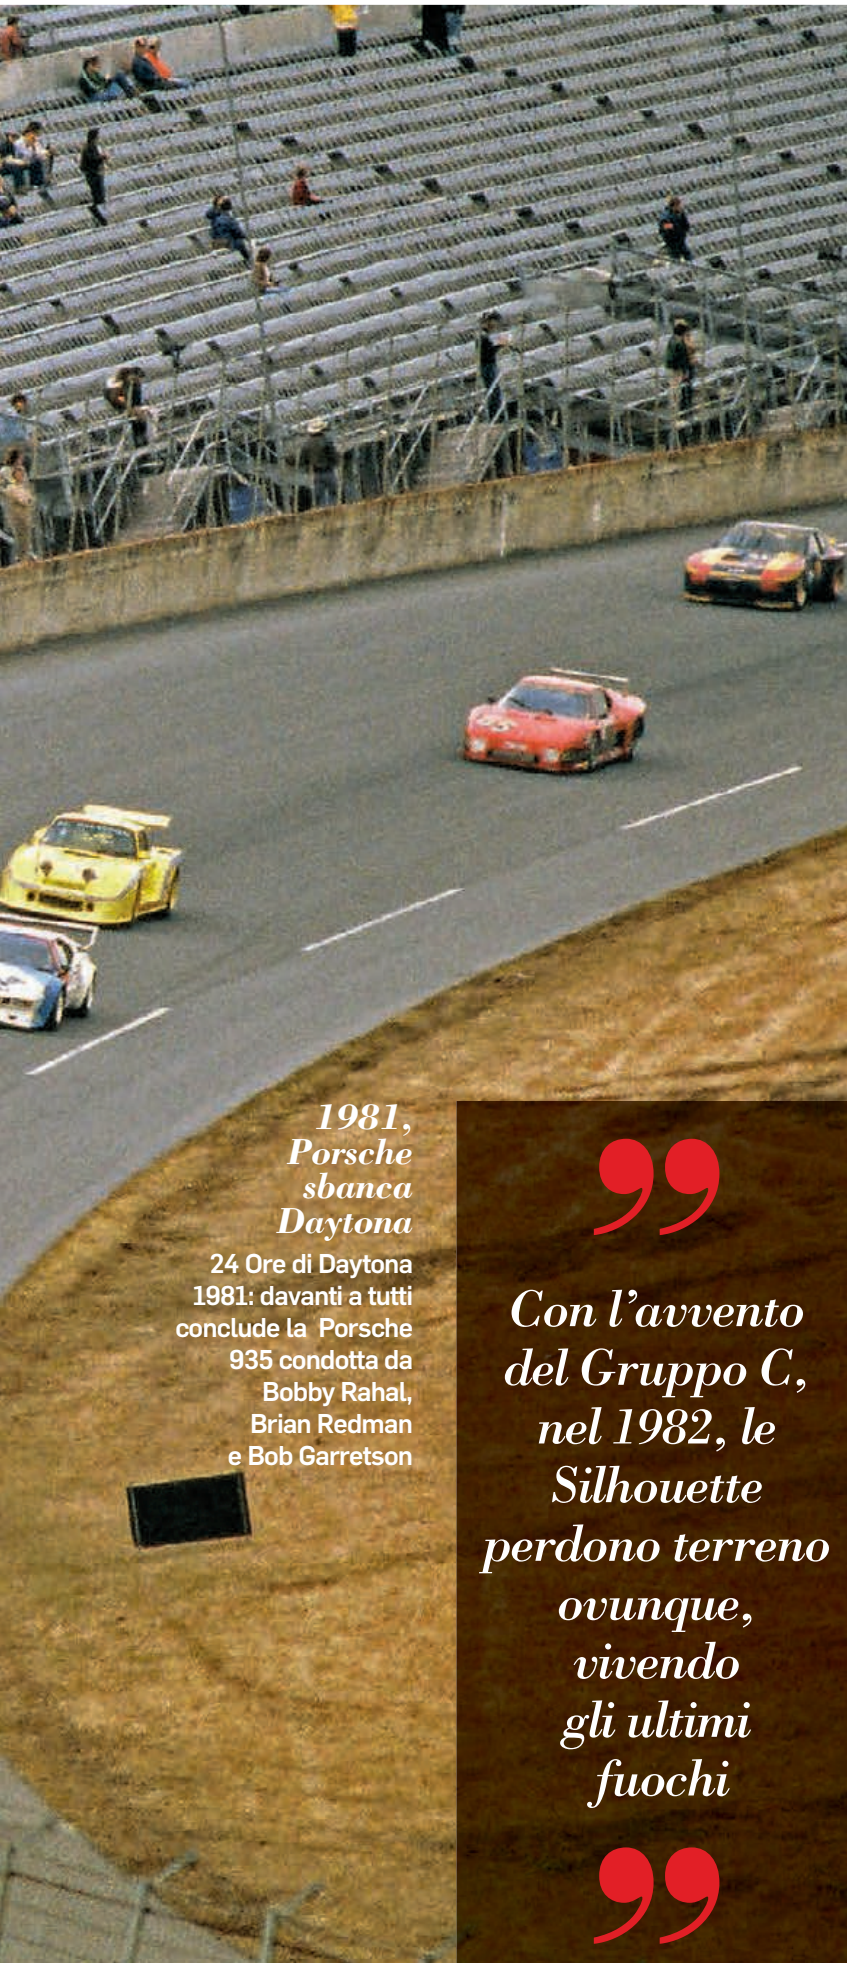 65
1981,
Porsche
sbanca
Daytona
24 Ore di Daytona
1981: davanti a tutti
conclude la Porsche
935 condotta da
Bobby Rahal,
Brian Redman
e Bob Garretson
”
Con l’avvento
del Gruppo C,
nel 1982, le
Silhouette
perdono terreno
ovunque,
vivendo
gli ultimi
fuochi
”